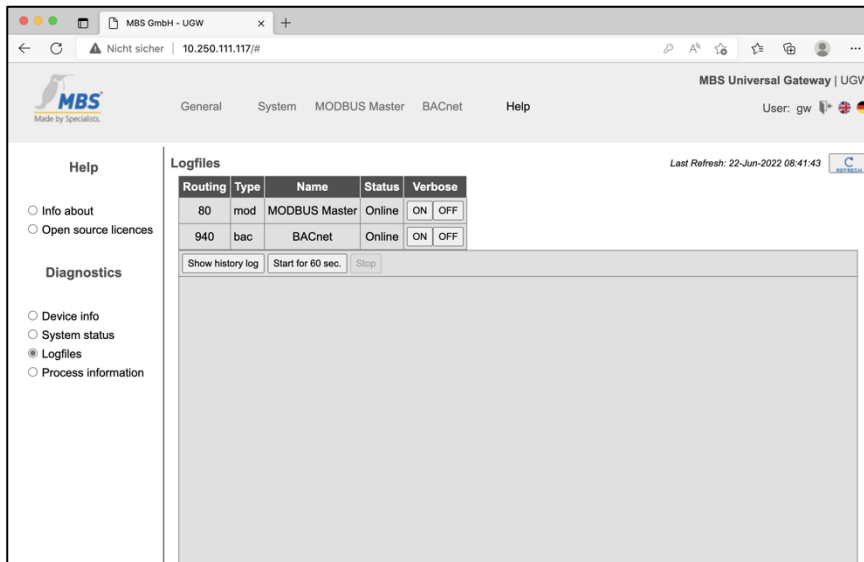 MBS GmbH - UGW
Nicht sicher | 10.250.111.117/#
MBS
Made by Specialists.
General System MODBUS Master BACnet Help
MBS Universal Gateway | UGW
User: gw
Help
Info about
Open source licences
Diagnostics
Device info
System status
Logfiles
Process information
Logfiles
Last Refresh: 22-Jun-2022 08:41:43
REFRESH
Routing Type Name Status Verbose
80 mod MODBUS Master Online ON OFF
940 bac BACnet Online ON OFF
Show history log Start for 60 sec. Stop